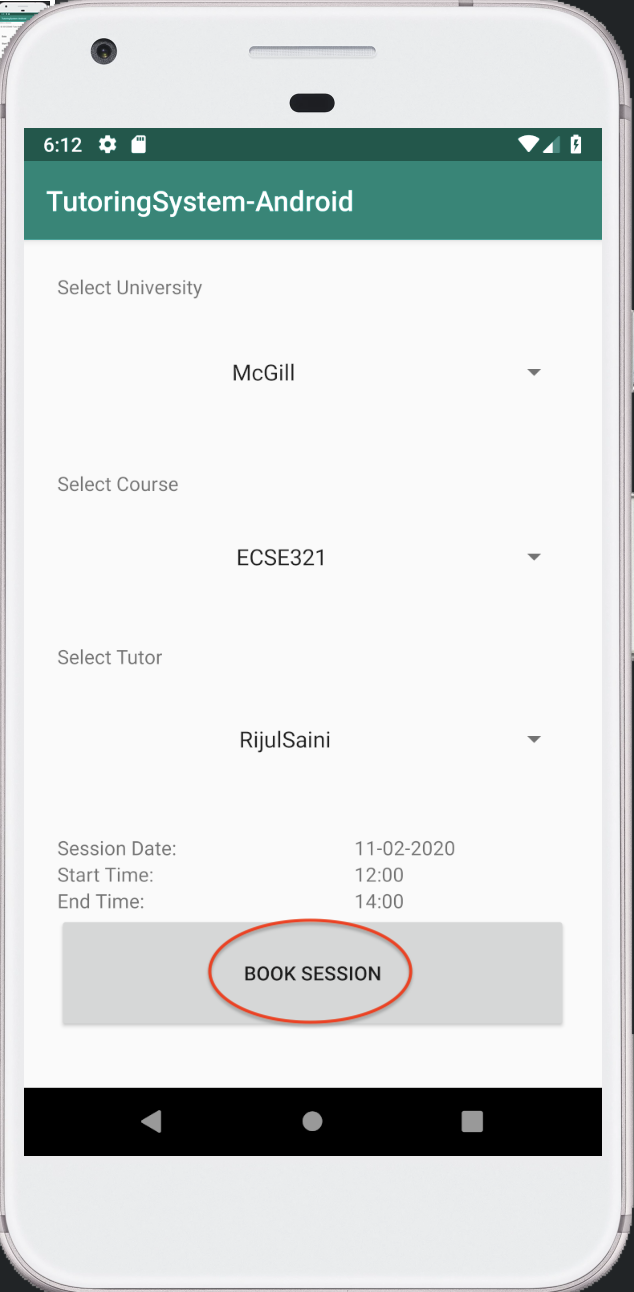 6:12
TutoringSystem-Android
Select University
McGill
Select Course
ECSE321
Select Tutor
RijulSaini
Session Date: 11-02-2020
Start Time: 12:00
End Time: 14:00
BOOK SESSION